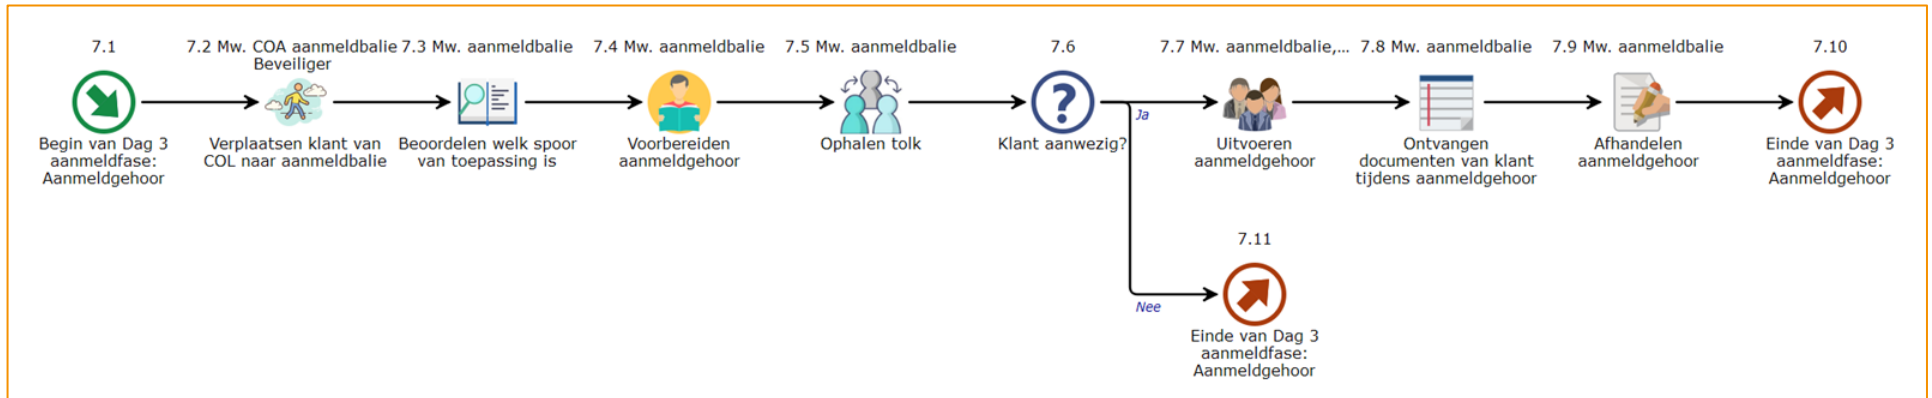 7.1
7.2 Mw. COA aanmeldbalie
Beveiliger
7.3 Mw. aanmeldbalie
7.4 Mw. aanmeldbalie
7.5 Mw. aanmeldbalie
7.6
7.7 Mw. aanmeldbalie,...
7.8 Mw. aanmeldbalie
7.9 Mw. aanmeldbalie
7.10
Begin van Dag 3
aanmeldfase:
Aanmeldgehoor
Verplaatsen klant van
COL naar aanmeldbalie
Beoordelen welk spoor
van toepassing is
Voorbereiden
aanmeldgehoor
Ophalen tolk
?
Klant aanwezig?
Ja
Uitvoeren
aanmeldgehoor
Ontvangen
documenten van klant
tijdens aanmeldgehoor
Afhandelen
aanmeldgehoor
Einde van Dag 3
aanmeldfase:
Aanmeldgehoor
Nee
7.11
Einde van Dag 3
aanmeldfase:
Aanmeldgehoor